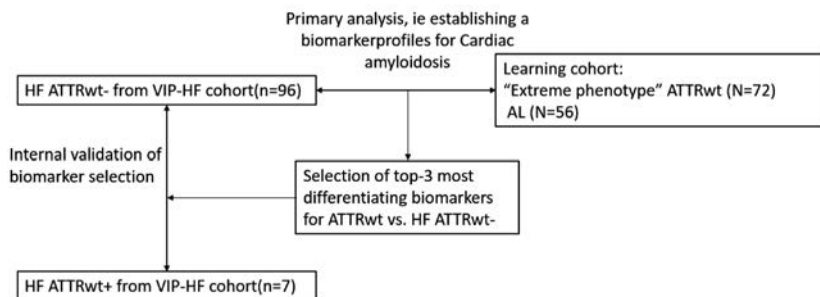 Primary analysis, ie establishing a
biomarkerprofiles for Cardiac
amyloidosis
HF ATTRwt- from VIP-HF cohort(n=96)
Learning cohort:
“Extreme phenotype” ATTRwt (N=72)
AL (N=56)
Internal validation of
biomarker selection
Selection of top-3 most
differentiating biomarkers
for ATTRwt vs. HF ATTRwt-
HF ATTRwt+ from VIP-HF cohort(n=7)